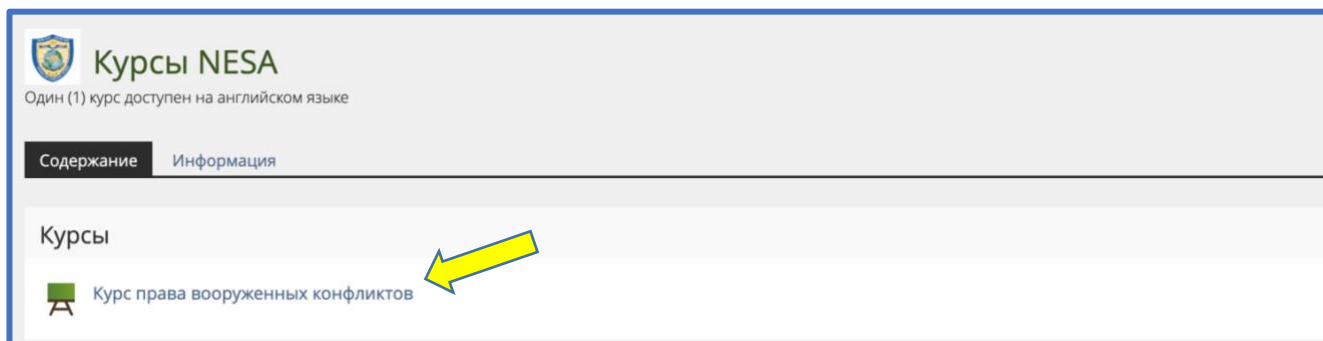 Курсы NESA
Один (1) курс доступен на английском языке
Содержание Информация
Курсы
Курс права вооруженных конфликтов